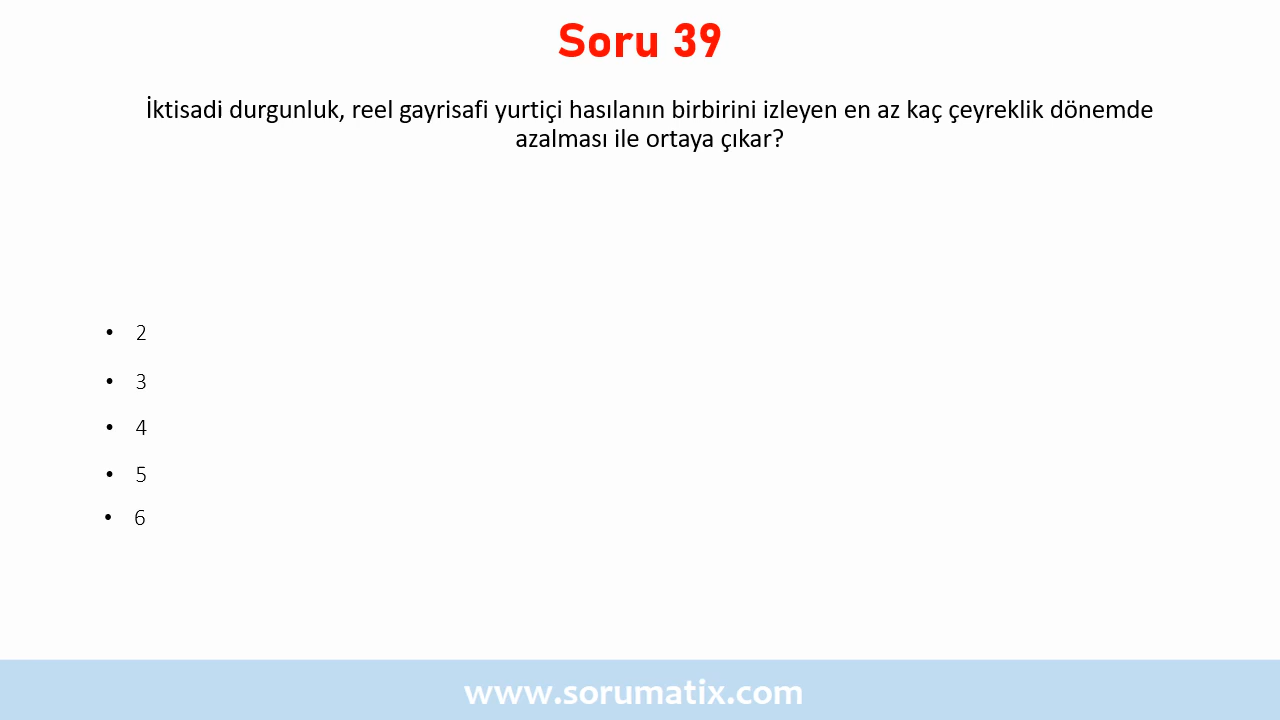 Soru 39
İktisadi durgunluk, reel gayrisafi yurtiçi hasılanın birbirini izleyen en az kaç çeyreklik dönemde
azalması ile ortaya çıkar?
• 2
• 3
• 4
• 5
• 6
www.sorumatix.com